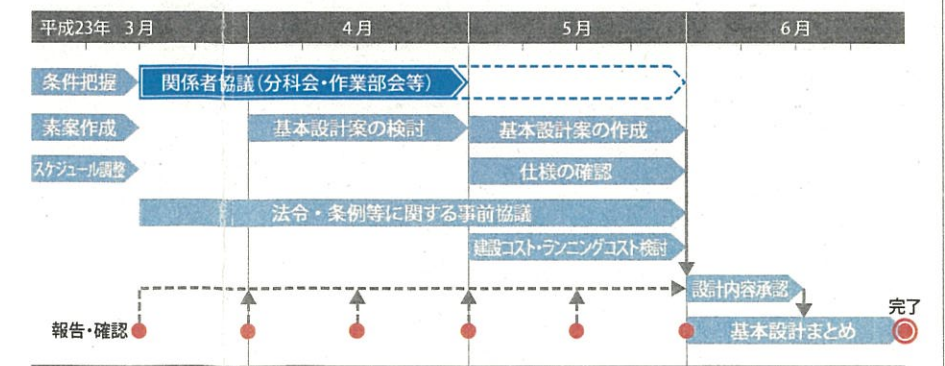 平成23年 3月 4月 5月 6月
条件把握 関係者協議(分科会・作業部会等)
素案作成 基本設計案の検討 基本設計案の作成
スケジュール調整 仕様の確認
法令・条例等に関する事前協議
建設コスト・ランニングコスト検討
設計内容承認
完了
報告・確認 基本設計まとめ